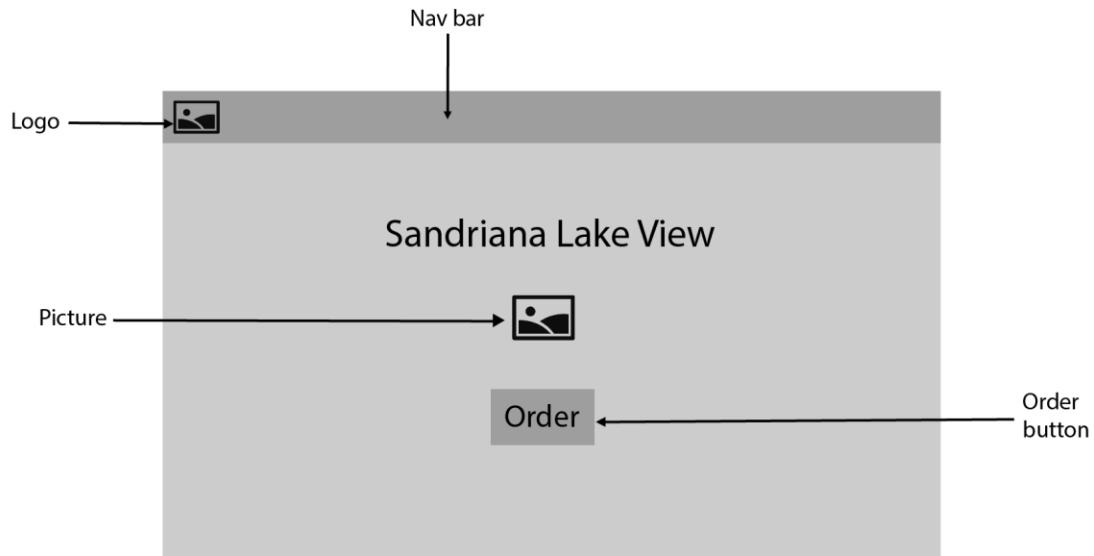 Nav bar
Logo
Sandriana Lake View
Picture
Order
Order
button